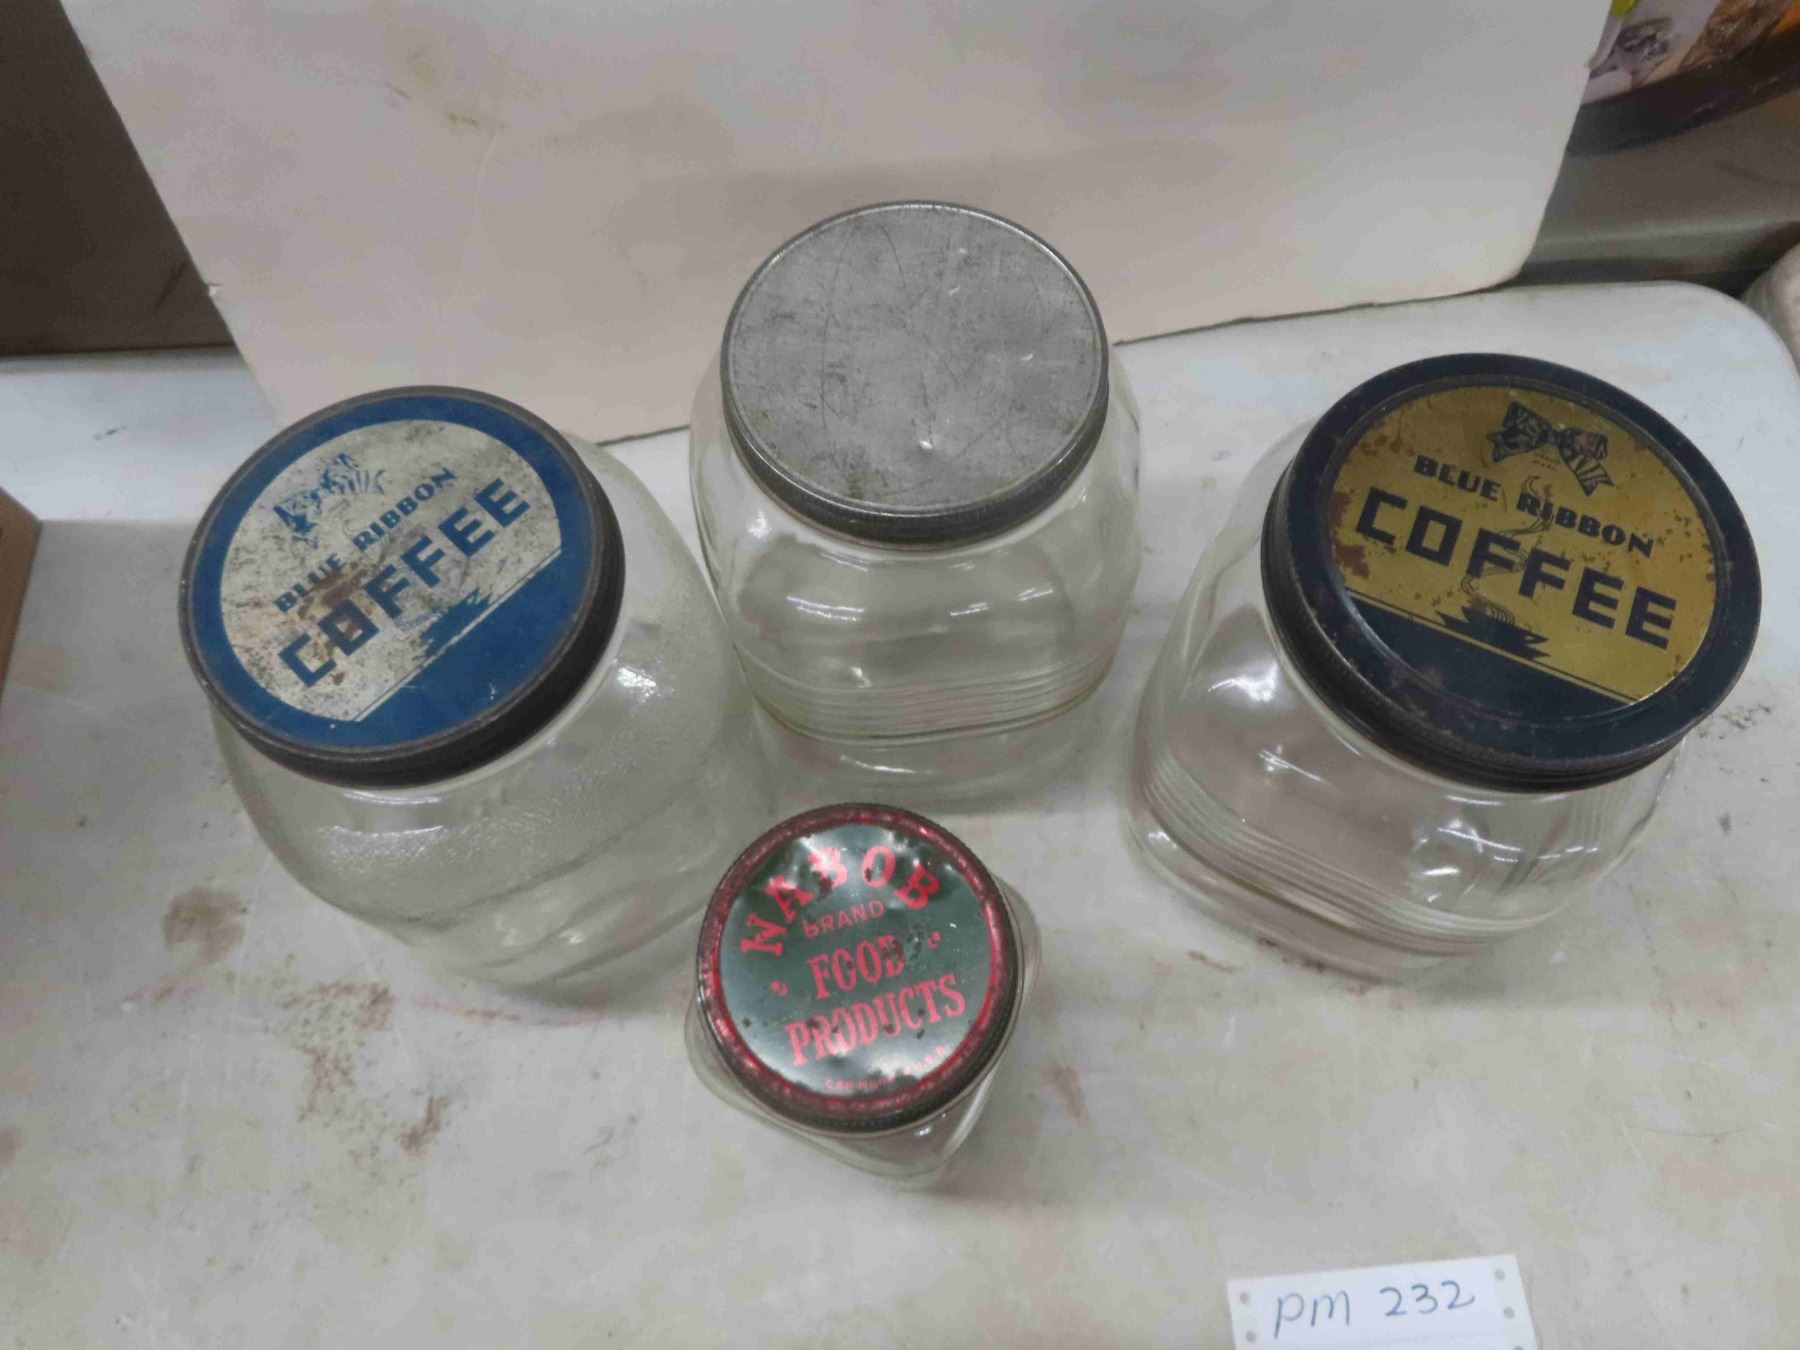 BLUE RIBBON
COFFEE
BLUE RIBBON
COFFEE
NABOB
BRAND
FOOD
PRODUCTS
PM 232